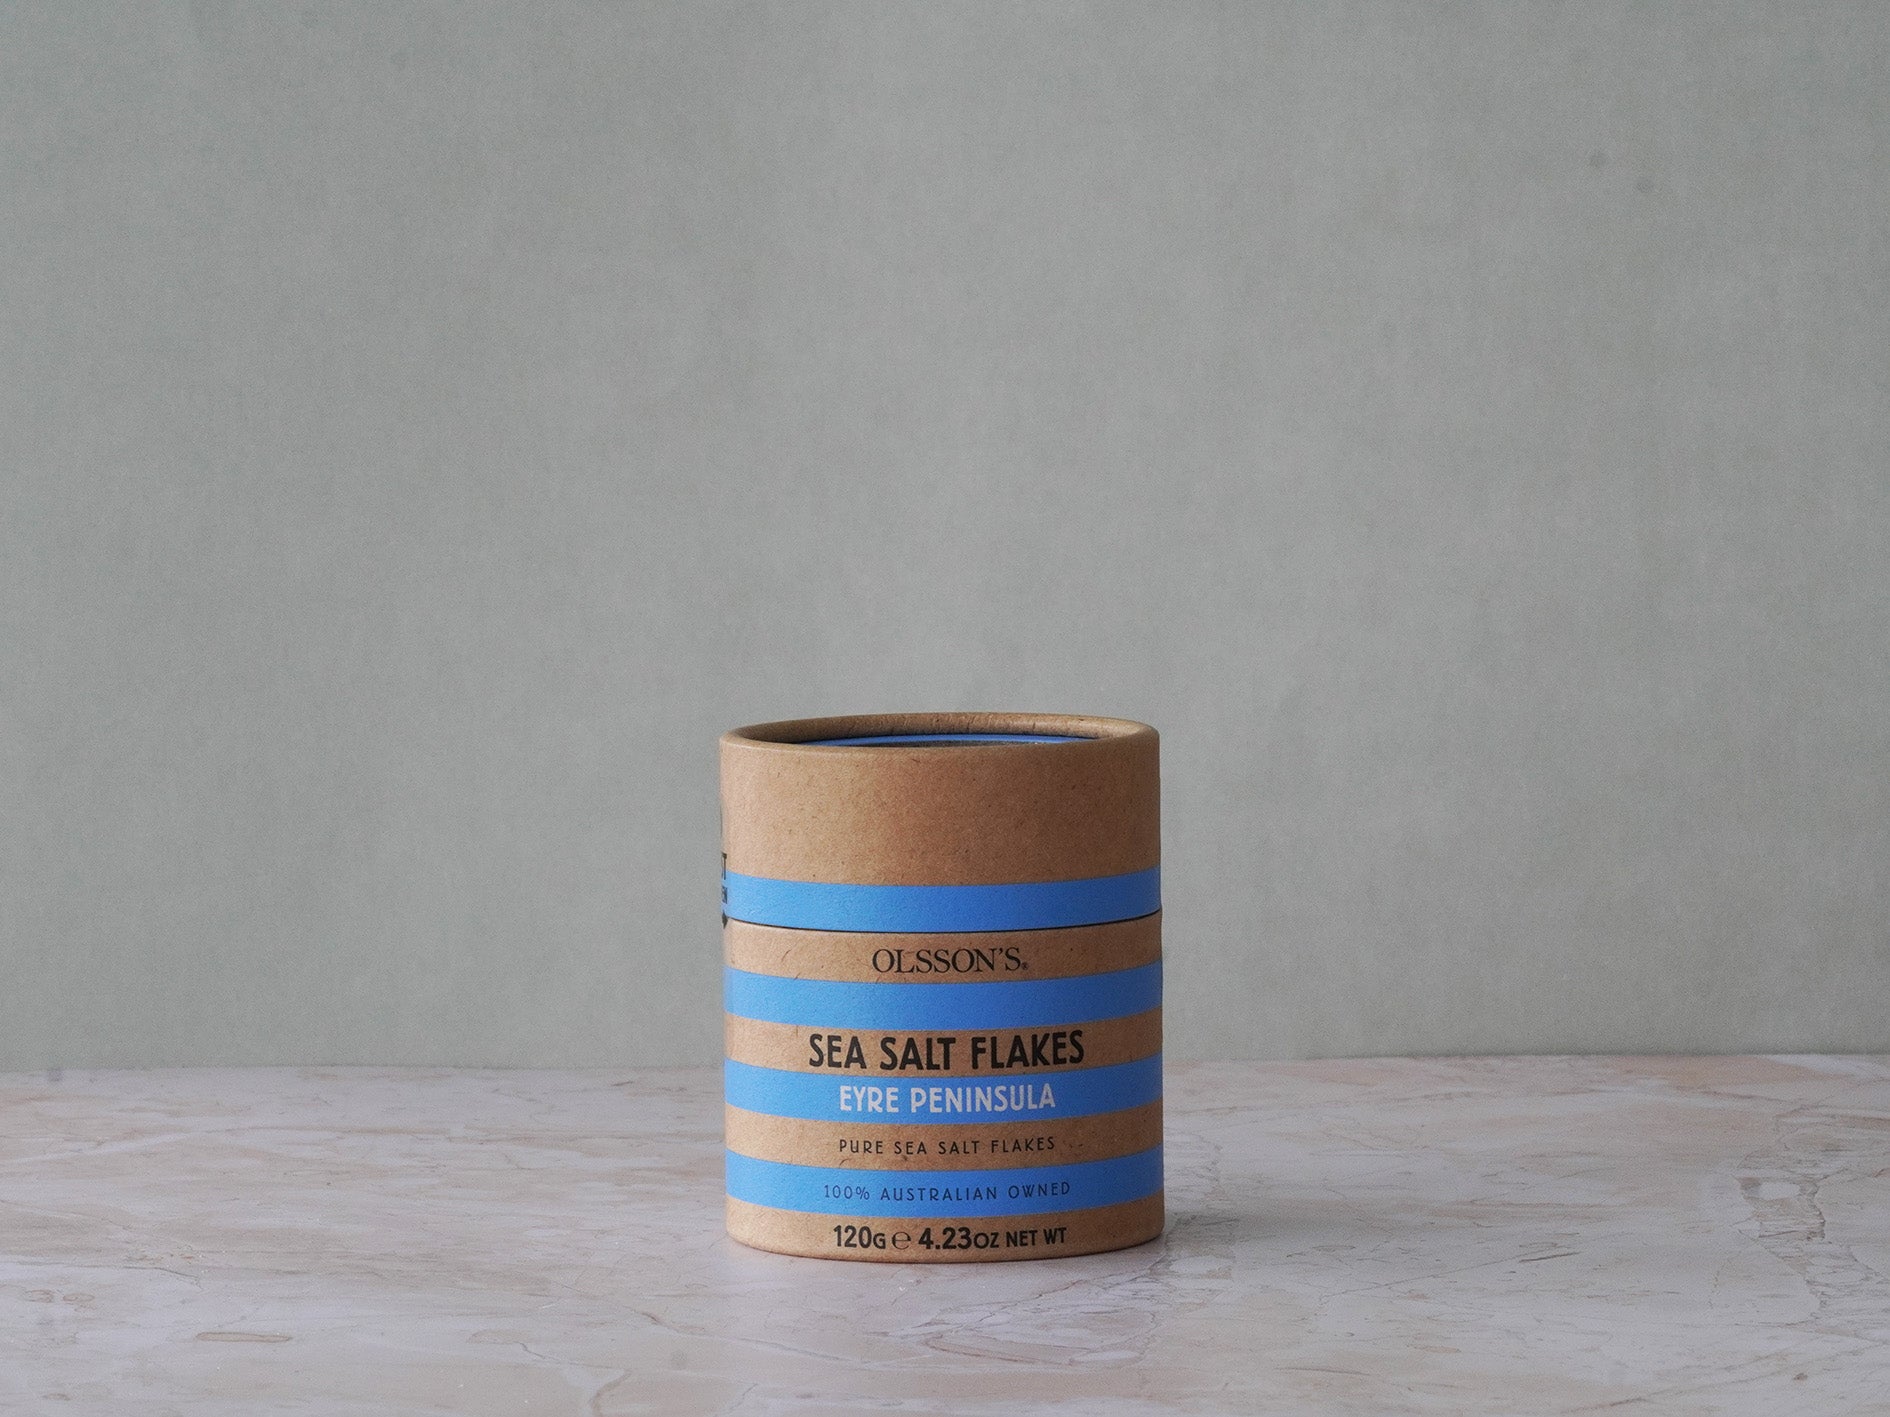 OLSSON'S®
SEA SALT FLAKES
EYRE PENINSULA
PURE SEA SALT FLAKES
100% AUSTRALIAN OWNED
120G ℮ 4.23OZ NET WT